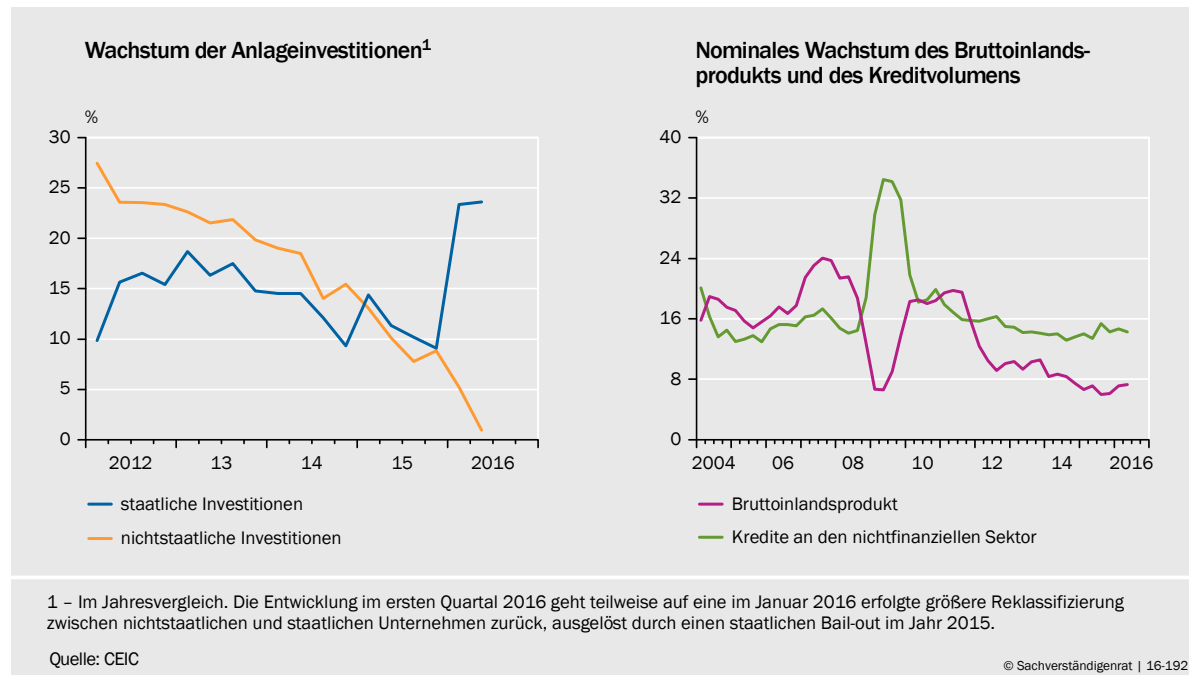 Wachstum der Anlageinvestitionen1
%
30
25
20
15
10
5
0
2012 13 14 15 2016
staatliche Investitionen
nichtstaatliche Investitionen
Nominales Wachstum des Bruttoinlands-
produkts und des Kreditvolumens
%
40
32
24
16
8
0
2004 06 08 10 12 14 2016
Bruttoinlandsprodukt
Kredite an den nichtfinanziellen Sektor
1 – Im Jahresvergleich. Die Entwicklung im ersten Quartal 2016 geht teilweise auf eine im Januar 2016 erfolgte größere Reklassifizierung
zwischen nichtstaatlichen und staatlichen Unternehmen zurück, ausgelöst durch einen staatlichen Bail-out im Jahr 2015.
Quelle: CEIC
© Sachverständigenrat | 16-192